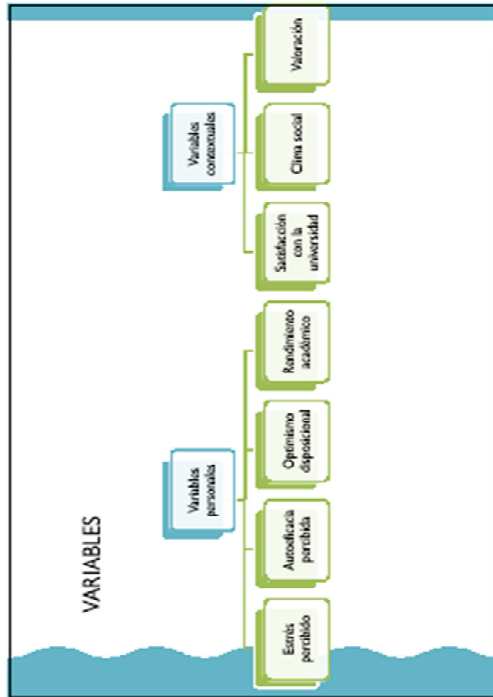 VARIABLES
Variables
personales
Estrés
percibido
Autoeficacia
percibida
Optimismo
disposicional
Rendimiento
académico
Variables
contextuales
Satisfacción
con la
universidad
Clima social
Valoración